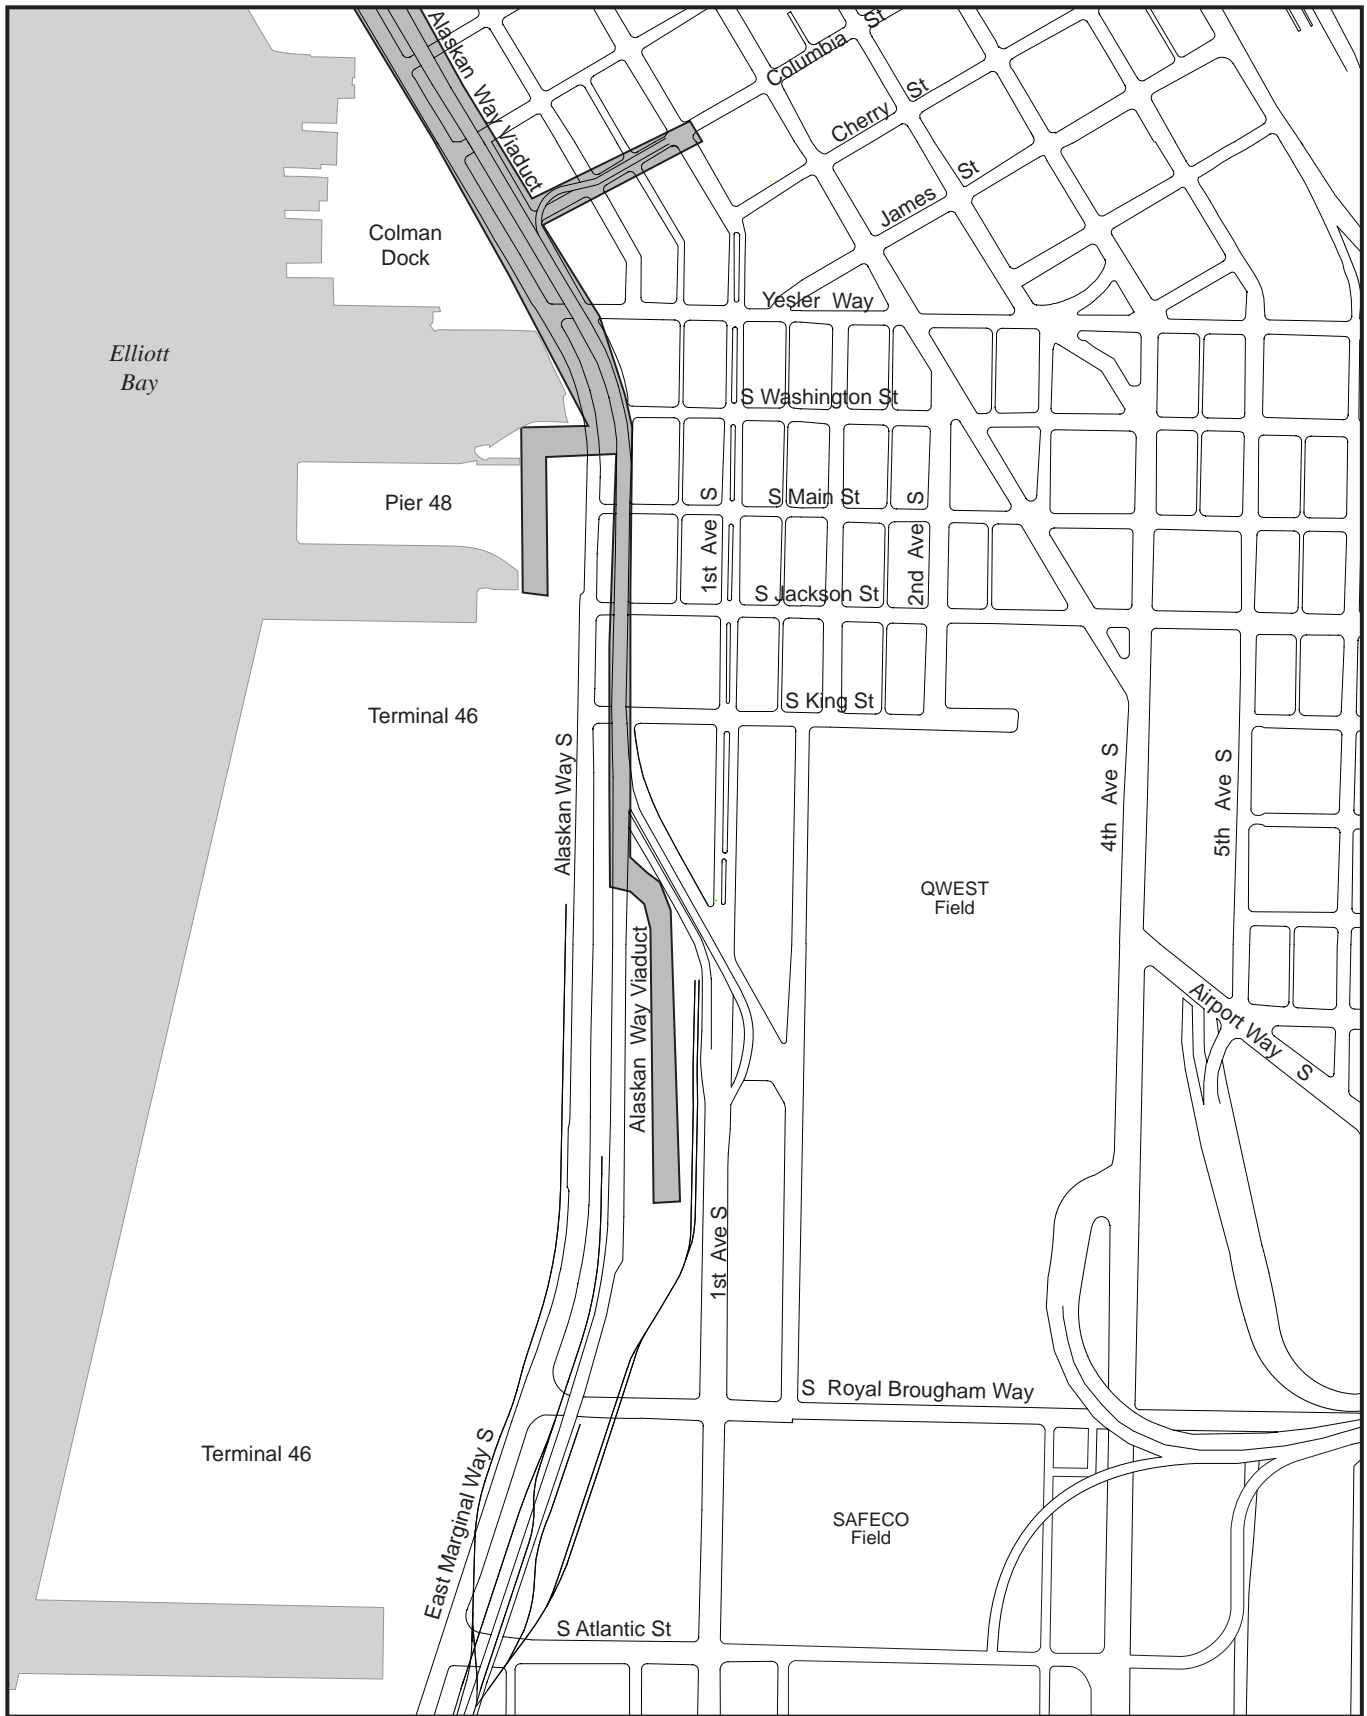 Alaskan Way Viaduct
Columbia St
Cherry St
James St
Colman
Dock
Yesler Way
Elliott
Bay
S Washington St
Pier 48
S Main St
1st Ave S
2nd Ave S
S Jackson St
S King St
Terminal 46
Alaskan Way S
4th Ave S
5th Ave S
QWEST
Field
Alaskan Way Viaduct
Airport Way S
1st Ave S
S Royal Brougham Way
Terminal 46
East Marginal Way S
SAFECO
Field
S Atlantic St